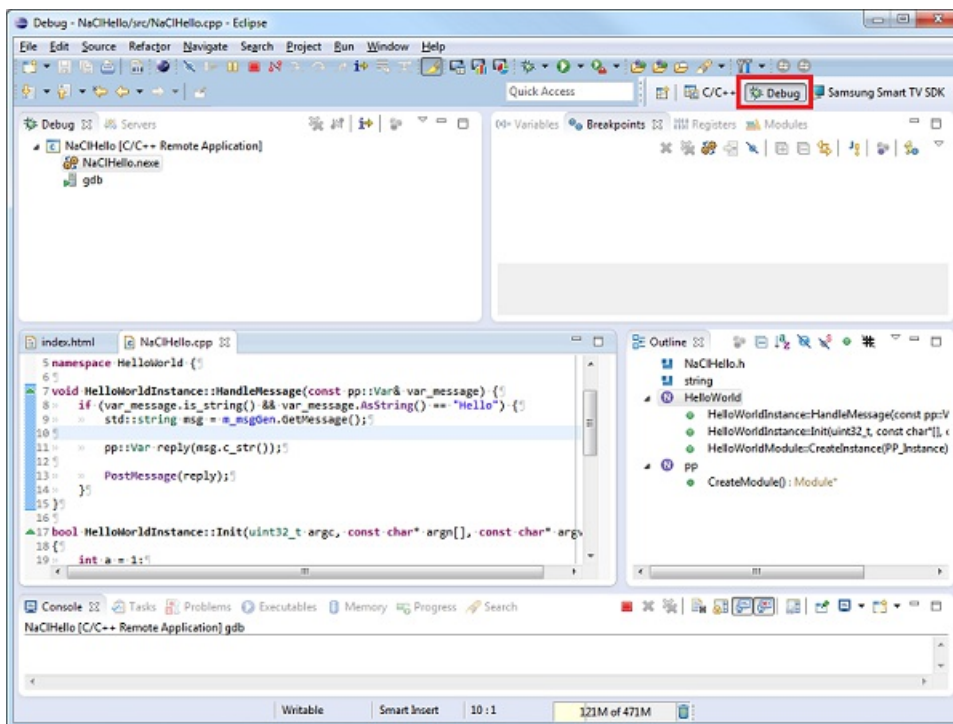 Debug - NaClHello/src/NaClHello.cpp - Eclipse
File Edit Source Refactor Navigate Search Project Run Window Help
Quick Access C/C++ Debug Samsung Smart TV SDK
Debug Servers
(x)= Variables Breakpoints Registers Modules
NaClHello [C/C++ Remote Application]
NaClHello.nexe
gdb
index.html NaClHello.cpp
5 namespace HelloWorld {
6
7 void HelloWorldInstance::HandleMessage(const pp::Var& var_message) {
8 if (var_message.is_string() && var_message.AsString() == "Hello") {
9 std::string msg = m_msgGen.GetMessage();
10
11 pp::Var reply(msg.c_str());
12
13 PostMessage(reply);
14 }
15 }
16
17 bool HelloWorldInstance::Init(uint32_t argc, const char* argn[], const char* argv
18 {
19 int a = 1;
Outline
NaClHello.h
string
HelloWorld
HelloWorldInstance::HandleMessage(const pp::V
HelloWorldInstance::Init(uint32_t, const char*[], c
HelloWorldModule::CreateInstance(PP_Instance)
pp
CreateModule() : Module*
Console Tasks Problems Executables Memory Progress Search
NaClHello [C/C++ Remote Application] gdb
Writable Smart Insert 10 : 1 121M of 471M